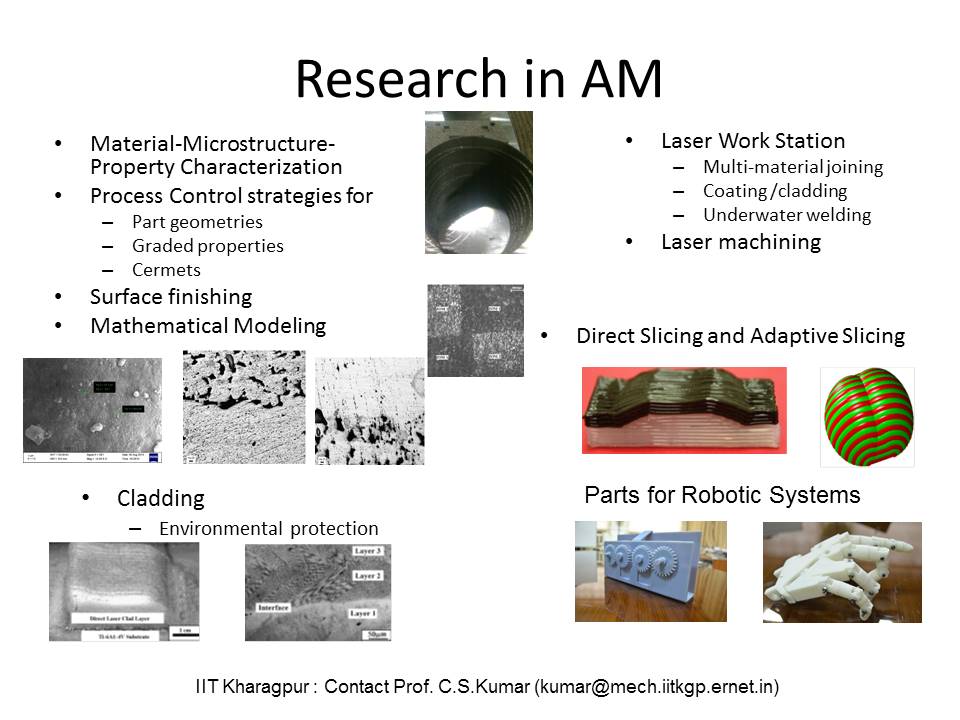 Research in AM
• Material-Microstructure-
Property Characterization
• Process Control strategies for
– Part geometries
– Graded properties
– Cermets
• Surface finishing
• Mathematical Modeling
• Laser Work Station
– Multi-material joining
– Coating /cladding
– Underwater welding
• Laser machining
• Direct Slicing and Adaptive Slicing
• Cladding
– Environmental protection
Direct Laser Clad Layer
1 cm
Ti-6Al-4V Substrate
Layer 3
Layer 2
Interface
Layer 1
50µm
Parts for Robotic Systems
IIT Kharagpur : Contact Prof. C.S.Kumar (kumar@mech.iitkgp.ernet.in)